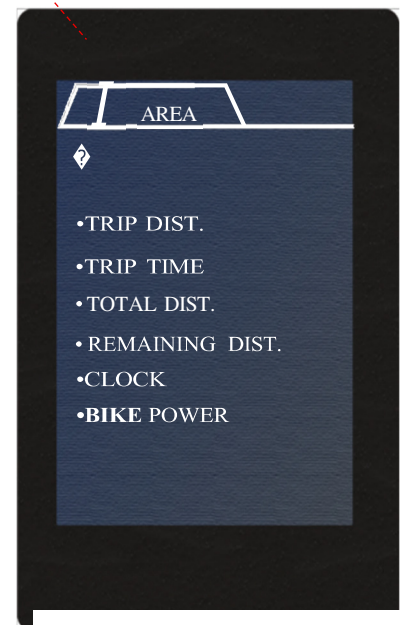 AREA
�
•TRIP DIST.
•TRIP TIME
•TOTAL DIST.
•REMAINING DIST.
•CLOCK
•BIKE POWER